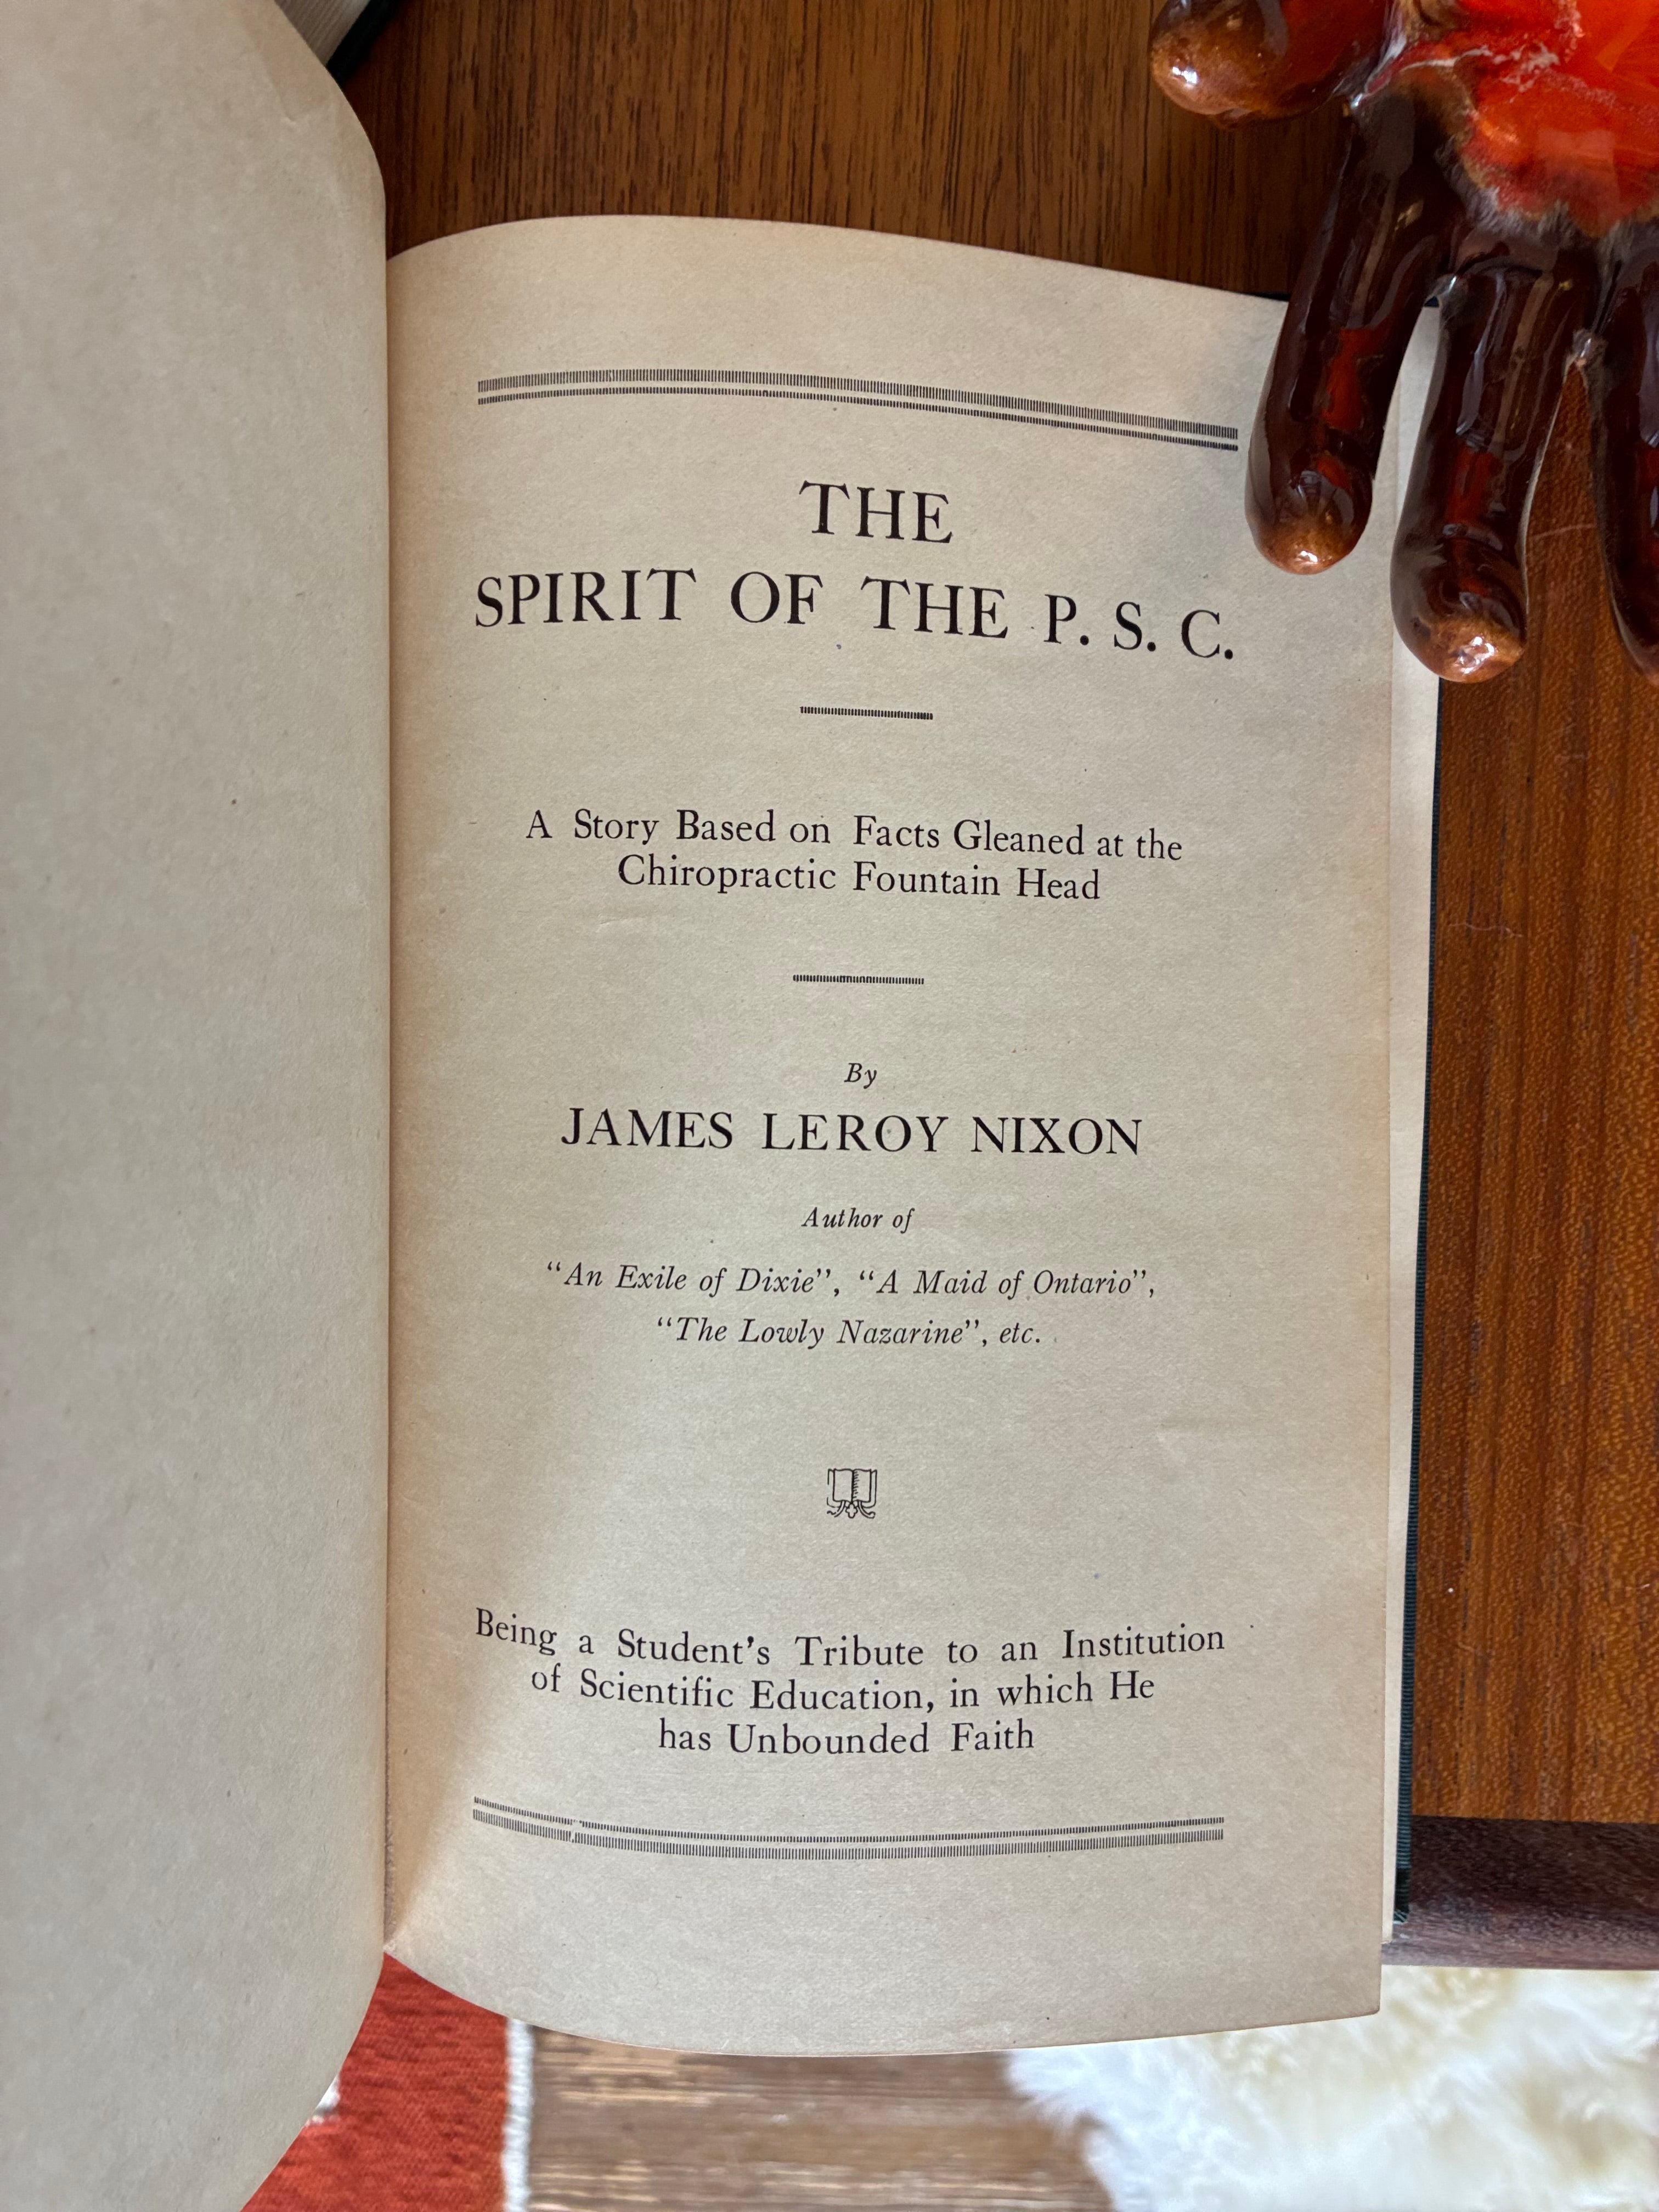 THE
SPIRIT OF THE P. S. C.
A Story Based on Facts Gleaned at the
Chiropractic Fountain Head
By
JAMES LEROY NIXON
Author of
"An Exile of Dixie", "A Maid of Ontario",
"The Lowly Nazarine", etc.
Being a Student's Tribute to an Institution
of Scientific Education, in which He
has Unbounded Faith